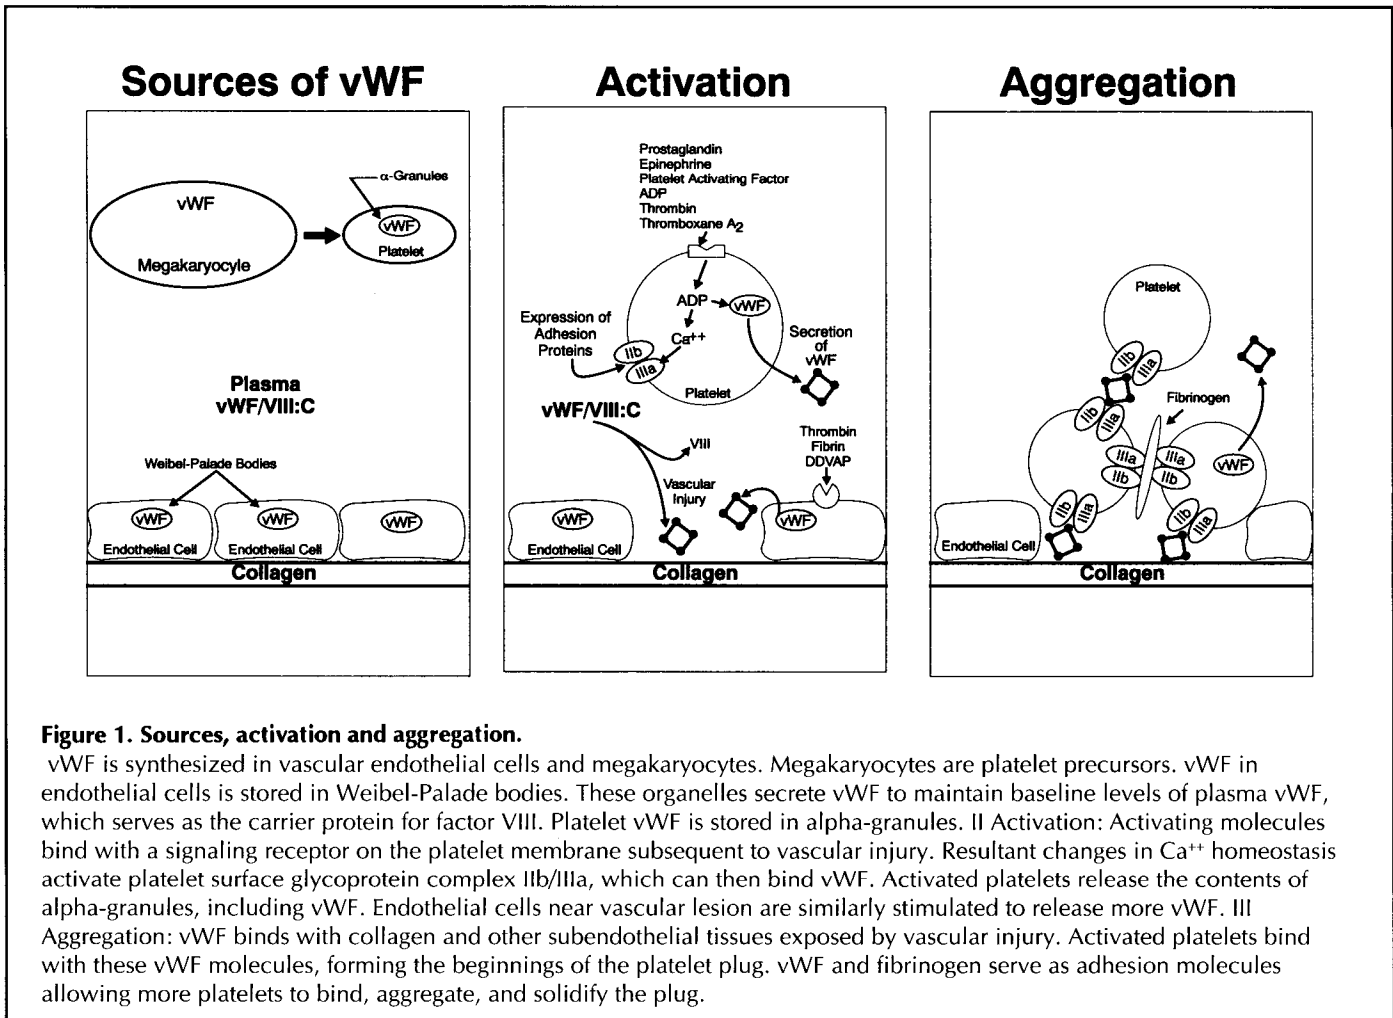 Sources of vWF
α-Granules
vWF
vWF
Platelet
Megakaryocyle
Plasma
vWF/VIII:C
Weibel-Palade Bodies
vWF
vWF
vWF
Endothelial Cell
Endothelial Cell
Collagen
Activation
Prostaglandin
Epinephrine
Platelet Activating Factor
ADP
Thrombin
Thromboxane A2
ADP
vWF
Expression of
Adhesion
Proteins
Ca++
IIb
IIIa
Secretion
of
vWF
Platelet
vWF/VIII:C
VIII
Thrombin
Fibrin
DDVAP
Vascular
Injury
vWF
vWF
Endothelial Cell
Collagen
Aggregation
Platelet
IIb
IIIa
Fibrinogen
IIb
IIIa
IIIa
IIIa
IIb
IIb
vWF
IIb
IIIa
IIb
IIIa
Endothelial Cell
Collagen
Figure 1. Sources, activation and aggregation.
vWF is synthesized in vascular endothelial cells and megakaryocytes. Megakaryocytes are platelet precursors. vWF in
endothelial cells is stored in Weibel-Palade bodies. These organelles secrete vWF to maintain baseline levels of plasma vWF,
which serves as the carrier protein for factor VIII. Platelet vWF is stored in alpha-granules. II Activation: Activating molecules
bind with a signaling receptor on the platelet membrane subsequent to vascular injury. Resultant changes in Ca++ homeostasis
activate platelet surface glycoprotein complex IIb/IIIa, which can then bind vWF. Activated platelets release the contents of
alpha-granules, including vWF. Endothelial cells near vascular lesion are similarly stimulated to release more vWF. III
Aggregation: vWF binds with collagen and other subendothelial tissues exposed by vascular injury. Activated platelets bind
with these vWF molecules, forming the beginnings of the platelet plug. vWF and fibrinogen serve as adhesion molecules
allowing more platelets to bind, aggregate, and solidify the plug.